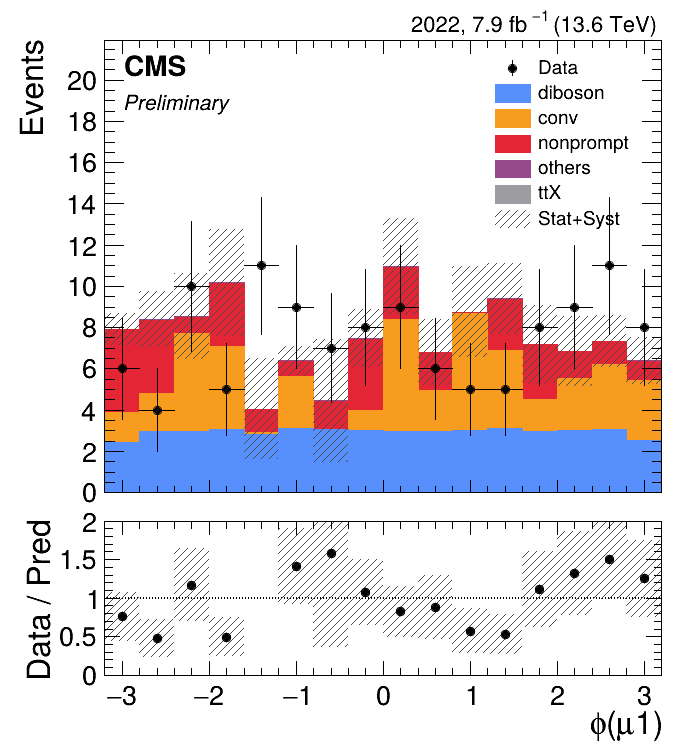 2022, 7.9 fb⁻¹ (13.6 TeV)
CMS
Preliminary
Data
diboson
conv
nonprompt
others
ttX
Stat+Syst
Events
20
18
16
14
12
10
8
6
4
2
0
Data / Pred
2
1.5
1
0.5
0
−3 −2 −1 0 1 2 3
ϕ(μ1)